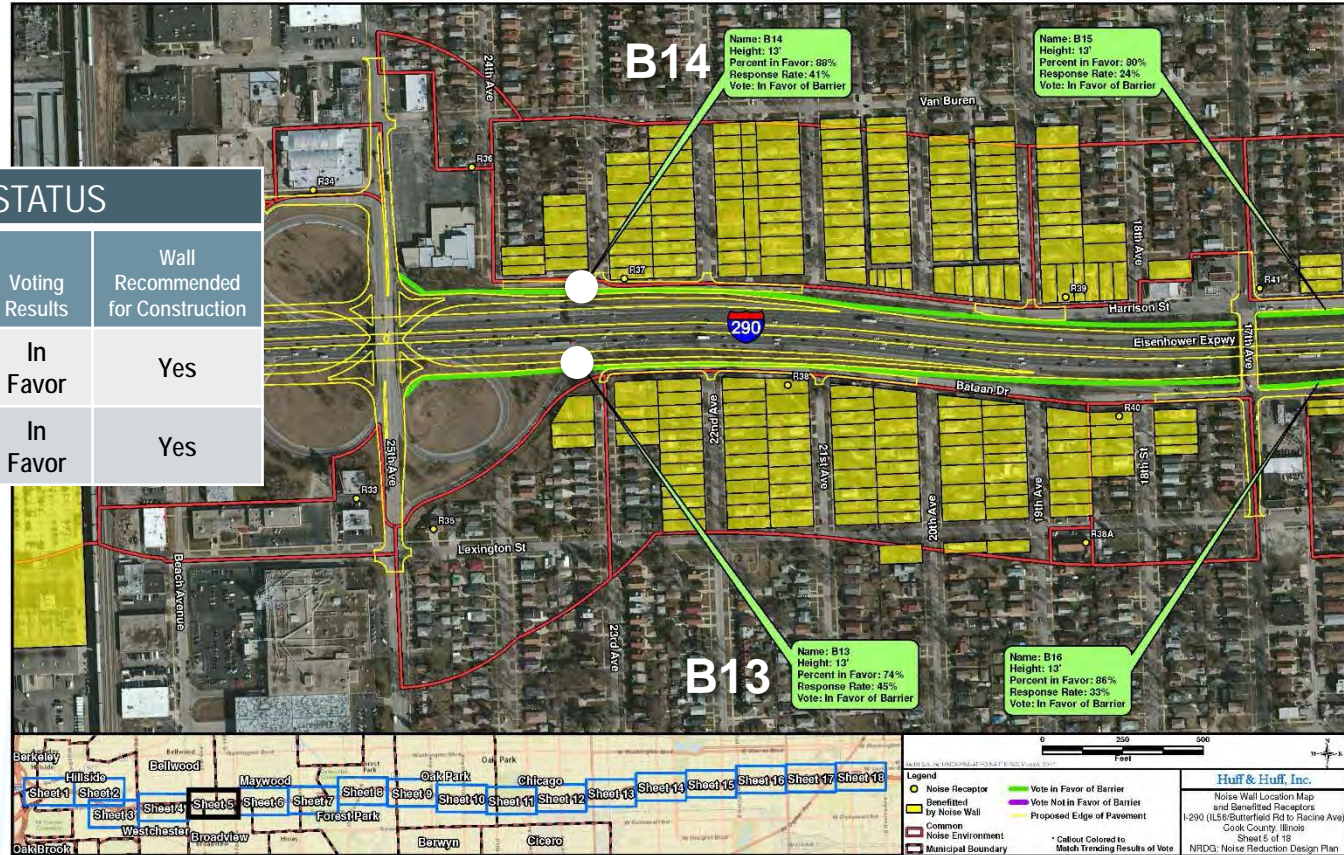 B14
Name: B14
Height: 13'
Percent in Favor: 88%
Response Rate: 41%
Vote: In Favor of Barrier
Name: B15
Height: 13'
Percent in Favor: 80%
Response Rate: 24%
Vote: In Favor of Barrier
24th Ave
Van Buren
R36
R34
STATUS
Voting
Results
Wall
Recommended
for Construction
In
Favor
Yes
In
Favor
Yes
R37
R39
18th Ave
R41
Harrison St
290
Eisenhower Expwy
17th Ave
R38
Bataan Dr
R40
25th Ave
22nd Ave
21st Ave
20th Ave
19th Ave
18th St
R33
R35
Lexington St
R38A
Beach Avenue
23rd Ave
B13
Name: B13
Height: 13'
Percent in Favor: 74%
Response Rate: 45%
Vote: In Favor of Barrier
Name: B16
Height: 13'
Percent in Favor: 86%
Response Rate: 33%
Vote: In Favor of Barrier
Berkeley
Hillside
Bellwood
Maywood
Oak Park
Oak Park
Chicago
Sheet 1
Sheet 2
Sheet 3
Sheet 4
Sheet 5
Sheet 6
Sheet 7
Sheet 8
Sheet 9
Sheet 10
Sheet 11
Sheet 12
Sheet 13
Sheet 14
Sheet 15
Sheet 16
Sheet 17
Sheet 18
Forest Park
Westchester
Broadview
Hines
Oak Brook
Berwyn
Cicero
0 250 500
Feet
Legend
Noise Receptor
Benefitted
by Noise Wall
Common
Noise Environment
Municipal Boundary
Vote in Favor of Barrier
Vote Not in Favor of Barrier
Proposed Edge of Pavement
* Callout Colored to
Match Trending Results of Vote
Huff & Huff, Inc.
Noise Wall Location Map
and Benefitted Receptors
I-290 (IL56/Butterfield Rd to Racine Ave)
Cook County, Illinois
Sheet 5 of 18
NRDG: Noise Reduction Design Plan